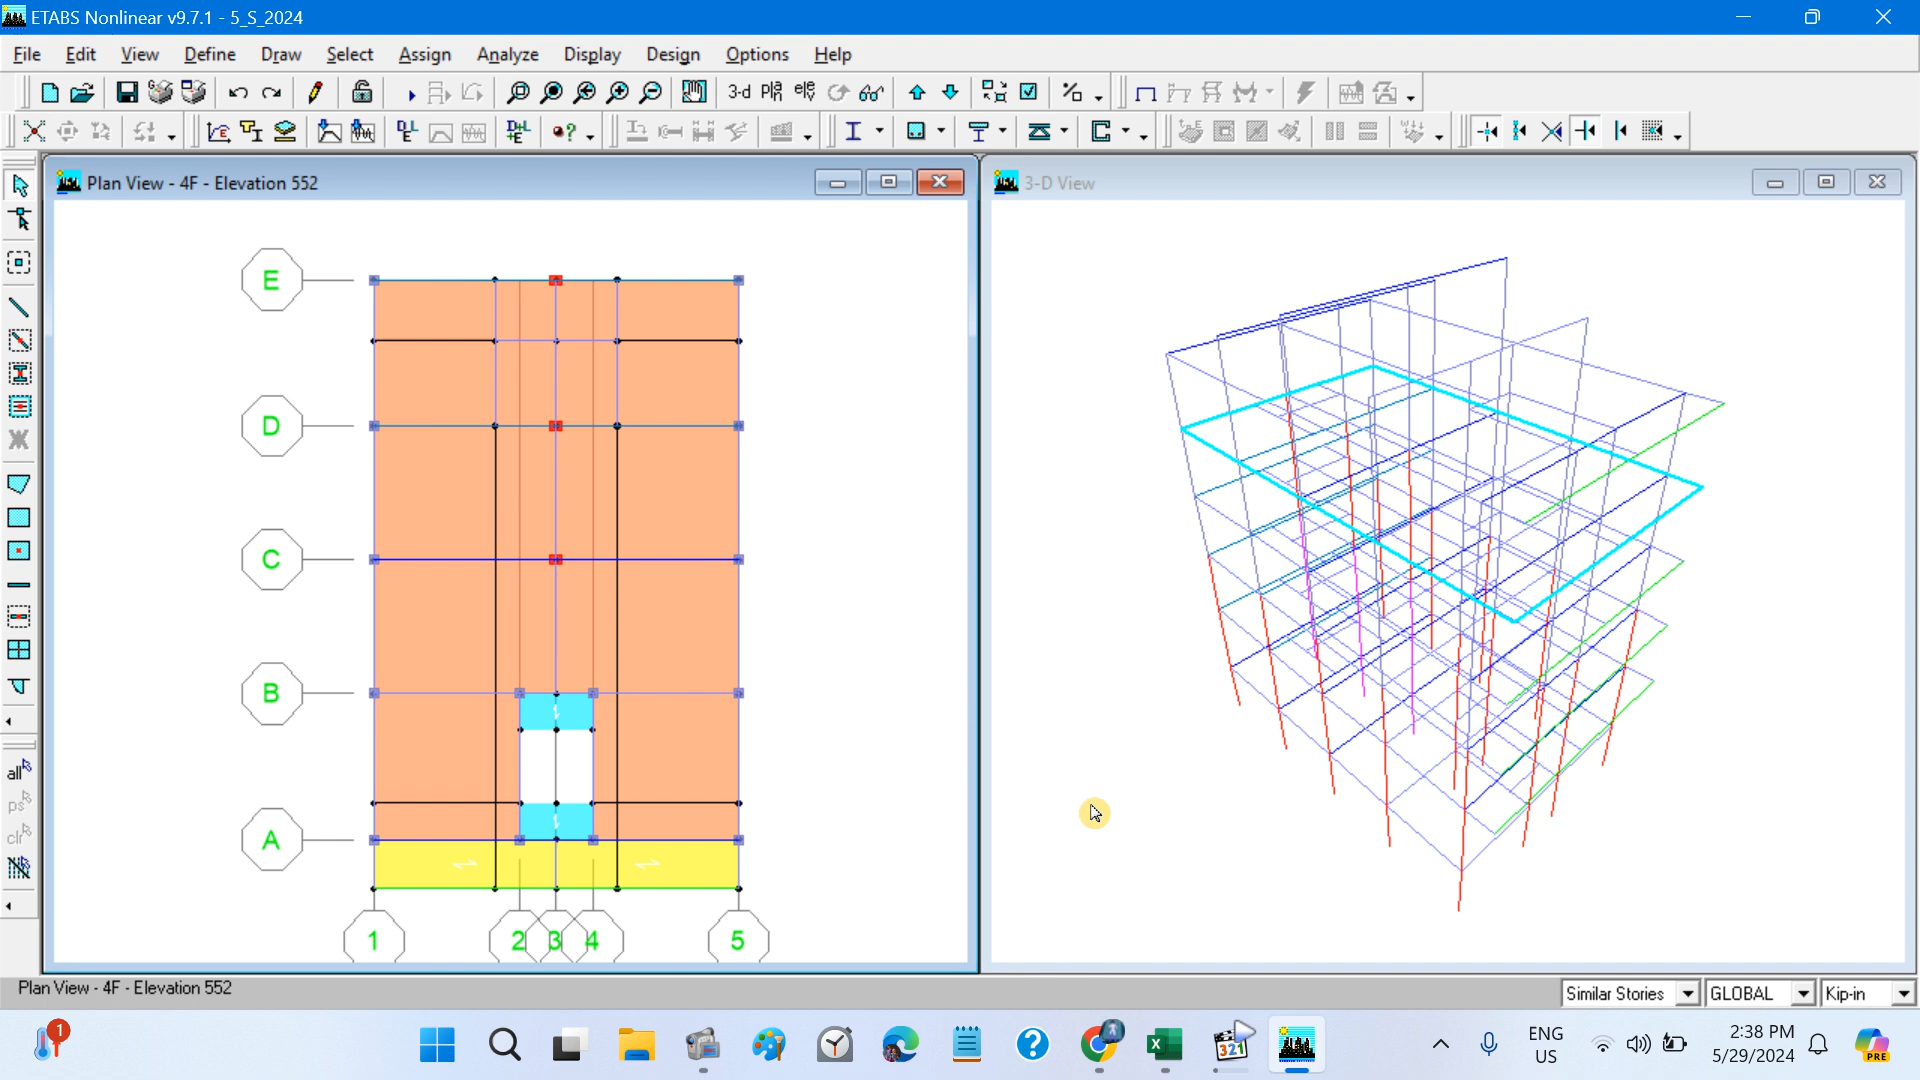 ETABS Nonlinear v9.7.1 - 5_S_2024
File Edit View Define Draw Select Assign Analyze Display Design Options Help
3-d
Plan View - 4F - Elevation 552
3-D View
E
D
C
B
A
1 2 3 4 5
all
ps
clr
Plan View - 4F - Elevation 552
Similar Stories GLOBAL Kip-in
1
321
ENG
US
2:38 PM
5/29/2024
PRE